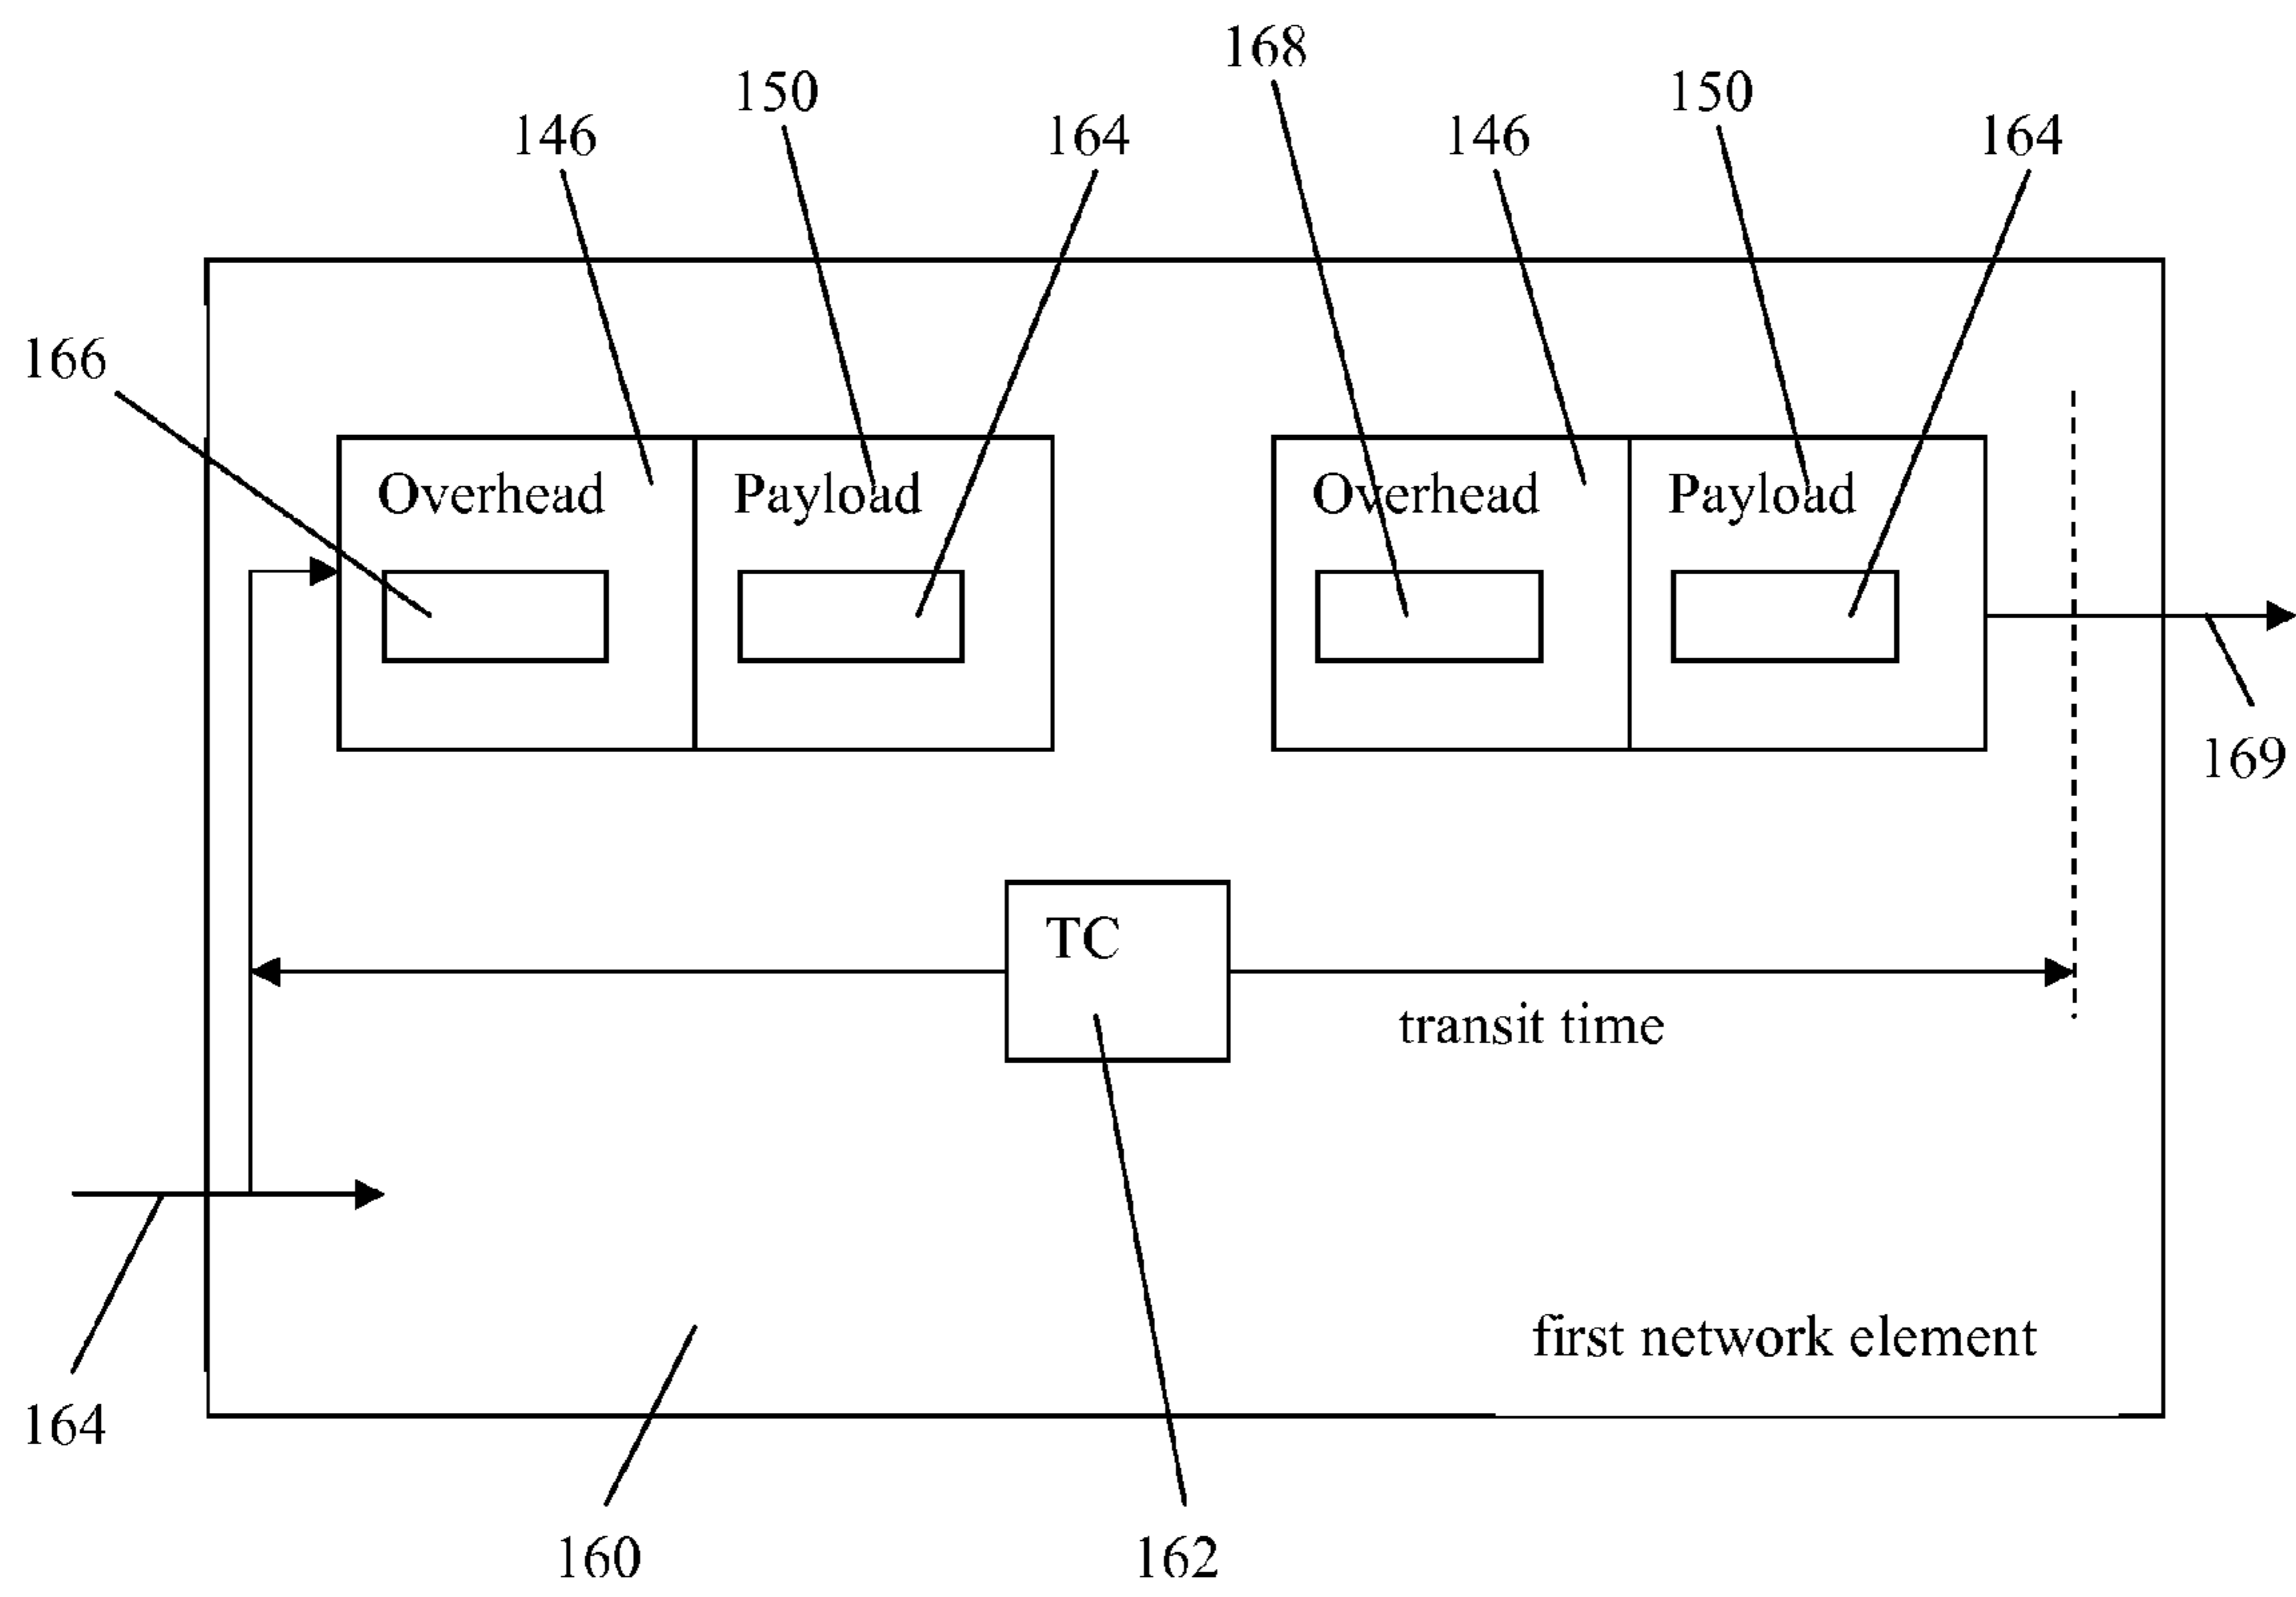 168
150
150
146
164
146
164
166
Overhead
Payload
Overhead
Payload
169
TC
transit time
first network element
164
160
162